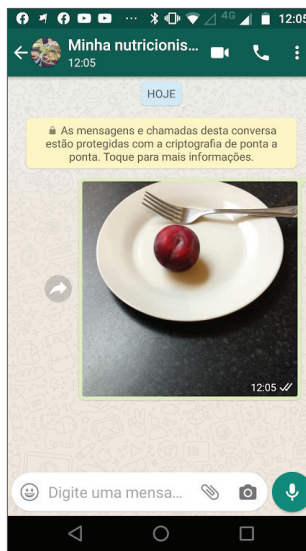 4G 12:05
Minha nutricionis...
12:05
HOJE
As mensagens e chamadas desta conversa
estão protegidas com a criptografia de ponta a
ponta. Toque para mais informações.
12:05
Digite uma mensa...